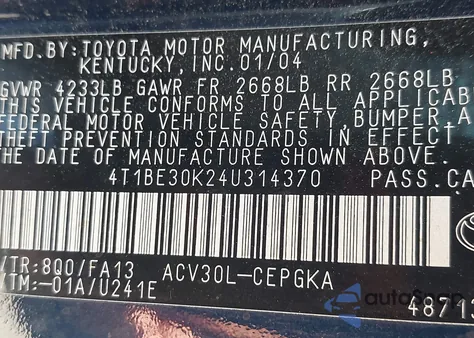 MFD.BY:TOYOTA MOTOR MANUFACTURING,
KENTUCKY,INC.01/04
GVWR 4233LB GAWR FR 2668LB RR 2668LB
THIS VEHICLE CONFORMS TO ALL APPLICAB
FEDERAL MOTOR VEHICLE SAFETY,BUMPER,A
THEFT PREVENTION STANDARDS IN EFFECT
THE DATE OF MANUFACTURE SHOWN ABOVE.
4T1BE30K24U314370 PASS.CA
/TR:8Q0/FA13 ACV30L-CEPGKA
/TM:-01A/U241E
48713